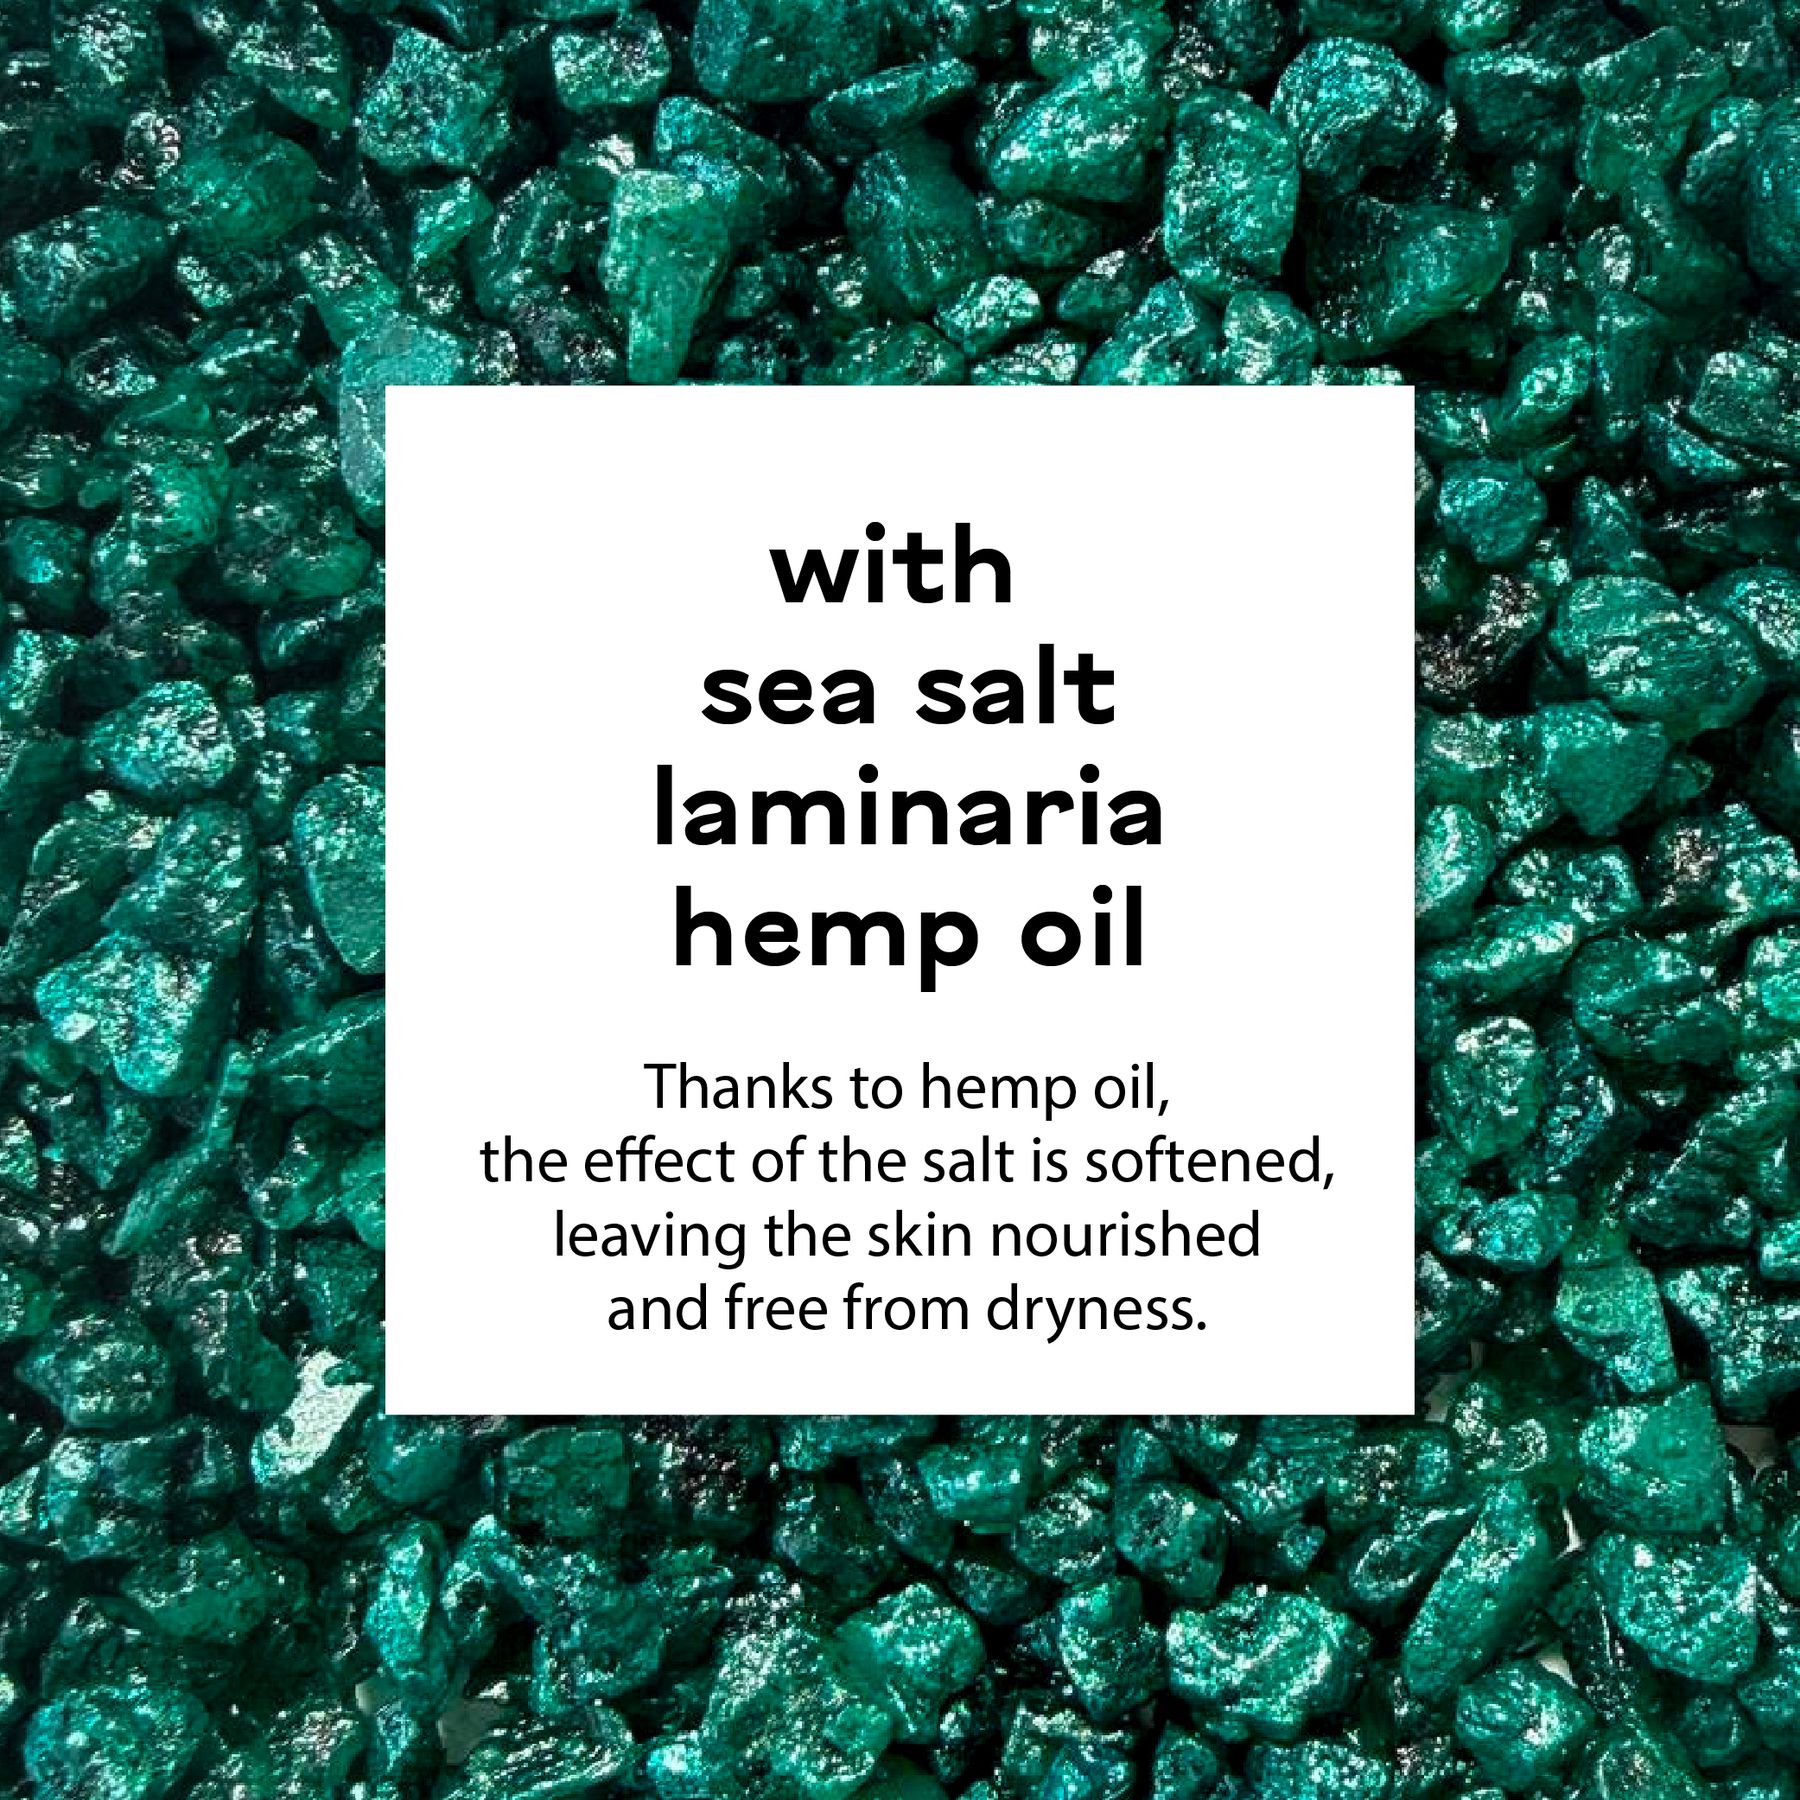 with
sea salt
laminaria
hemp oil
Thanks to hemp oil,
the effect of the salt is softened,
leaving the skin nourished
and free from dryness.